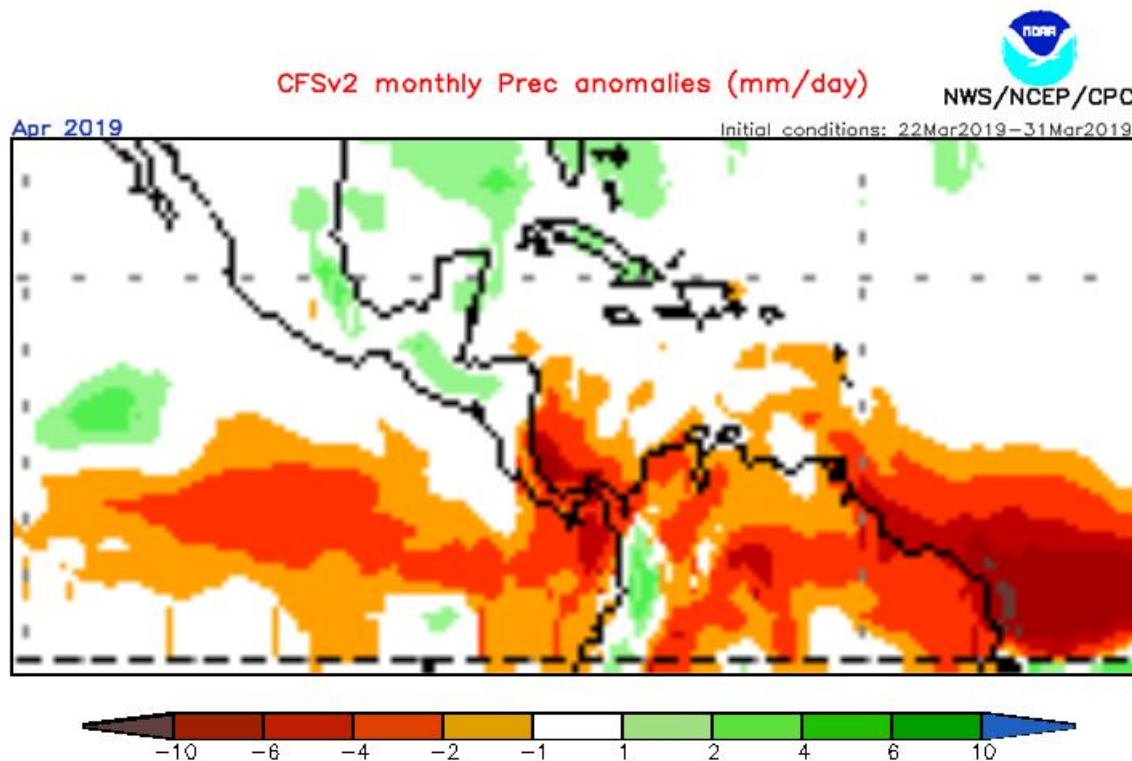 NOAA
CFSv2 monthly Prec anomalies (mm/day)
NWS/NCEP/CPC
Apr 2019
Initial conditions: 22Mar2019-31Mar2019
-10 -6 -4 -2 -1 1 2 4 6 10